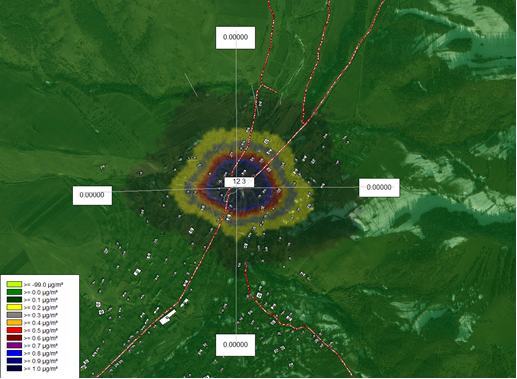 0.00000
12.3
0.00000
0.00000
0.00000
>= -99.0 µg/m³
>= 0.0 µg/m³
>= 0.1 µg/m³
>= 0.2 µg/m³
>= 0.3 µg/m³
>= 0.4 µg/m³
>= 0.5 µg/m³
>= 0.6 µg/m³
>= 0.7 µg/m³
>= 0.8 µg/m³
>= 0.9 µg/m³
>= 1.0 µg/m³